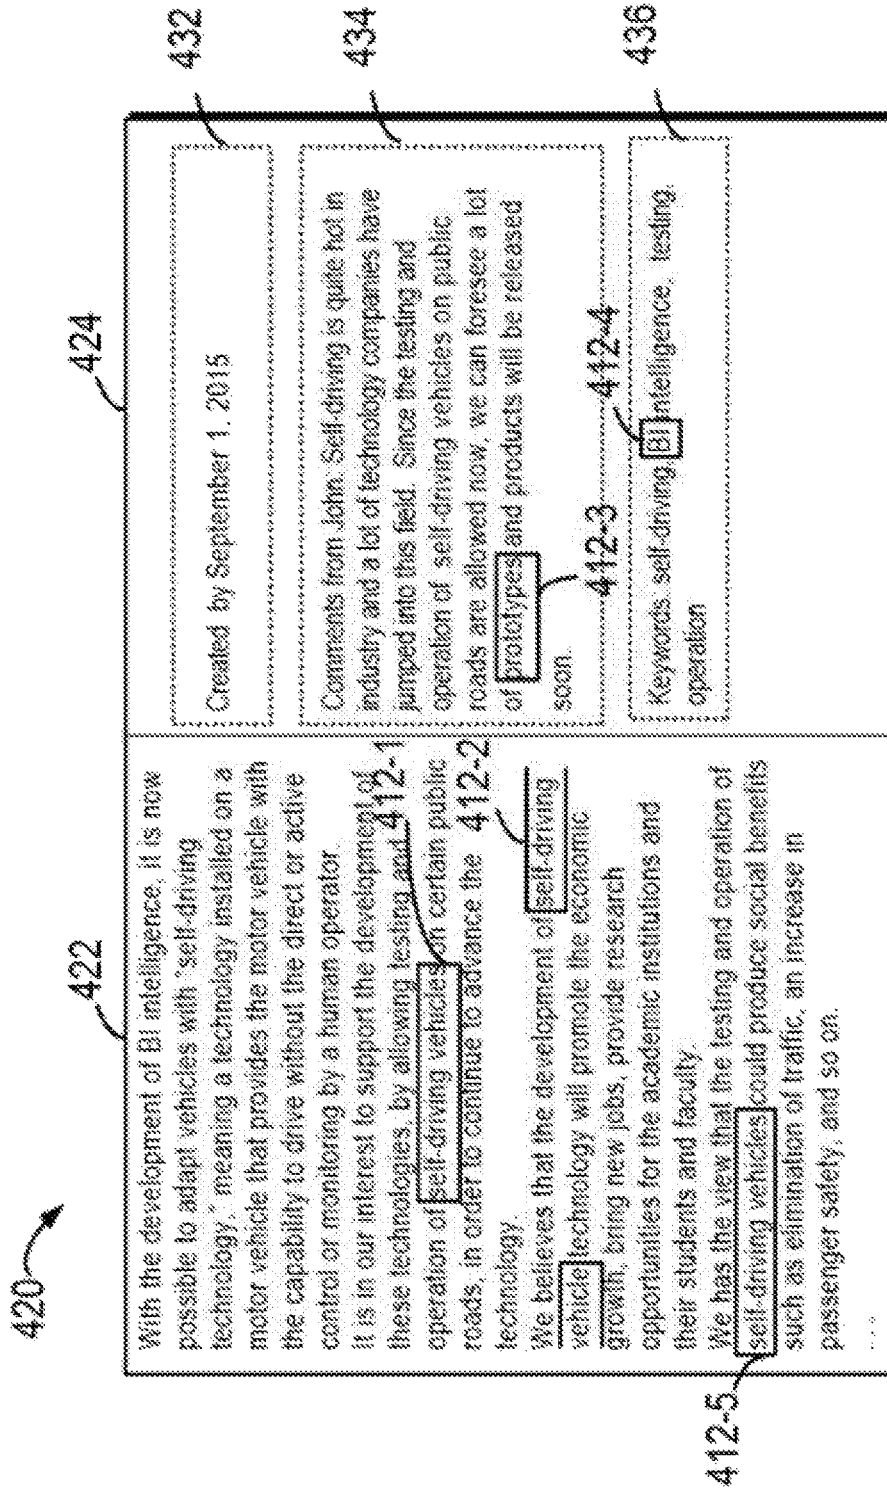 420
422
424
With the development of BI intelligence, it is now
possible to adapt vehicles with "self-driving
technology," meaning a technology installed on a
motor vehicle that provides the motor vehicle with
the capability to drive without the direct or active
control or monitoring by a human operator.
It is in our interest to support the development of
these technologies, by allowing testing and
operation of self-driving vehicles on certain public
roads, in order to continue to advance the
technology.
We believes that the development of self-driving
vehicle technology will promote the economic
growth, bring new jobs, provide research
opportunities for the academic institutions and
their students and faculty.
We has the view that the testing and operation of
self-driving vehicles could produce social benefits
such as elimination of traffic, an increase in
passenger safety, and so on.
...
412-1
412-2
412-5
Created by September 1, 2015
432
Comments from John: Self-driving is quite hot in
industry and a lot of technology companies have
jumped into this field. Since the testing and
operation of self-driving vehicles on public
roads are allowed now, we can foresee a lot
of prototypes and products will be released
soon.
434
412-3
412-4
Keywords: self-driving, BI intelligence, testing,
operation
436